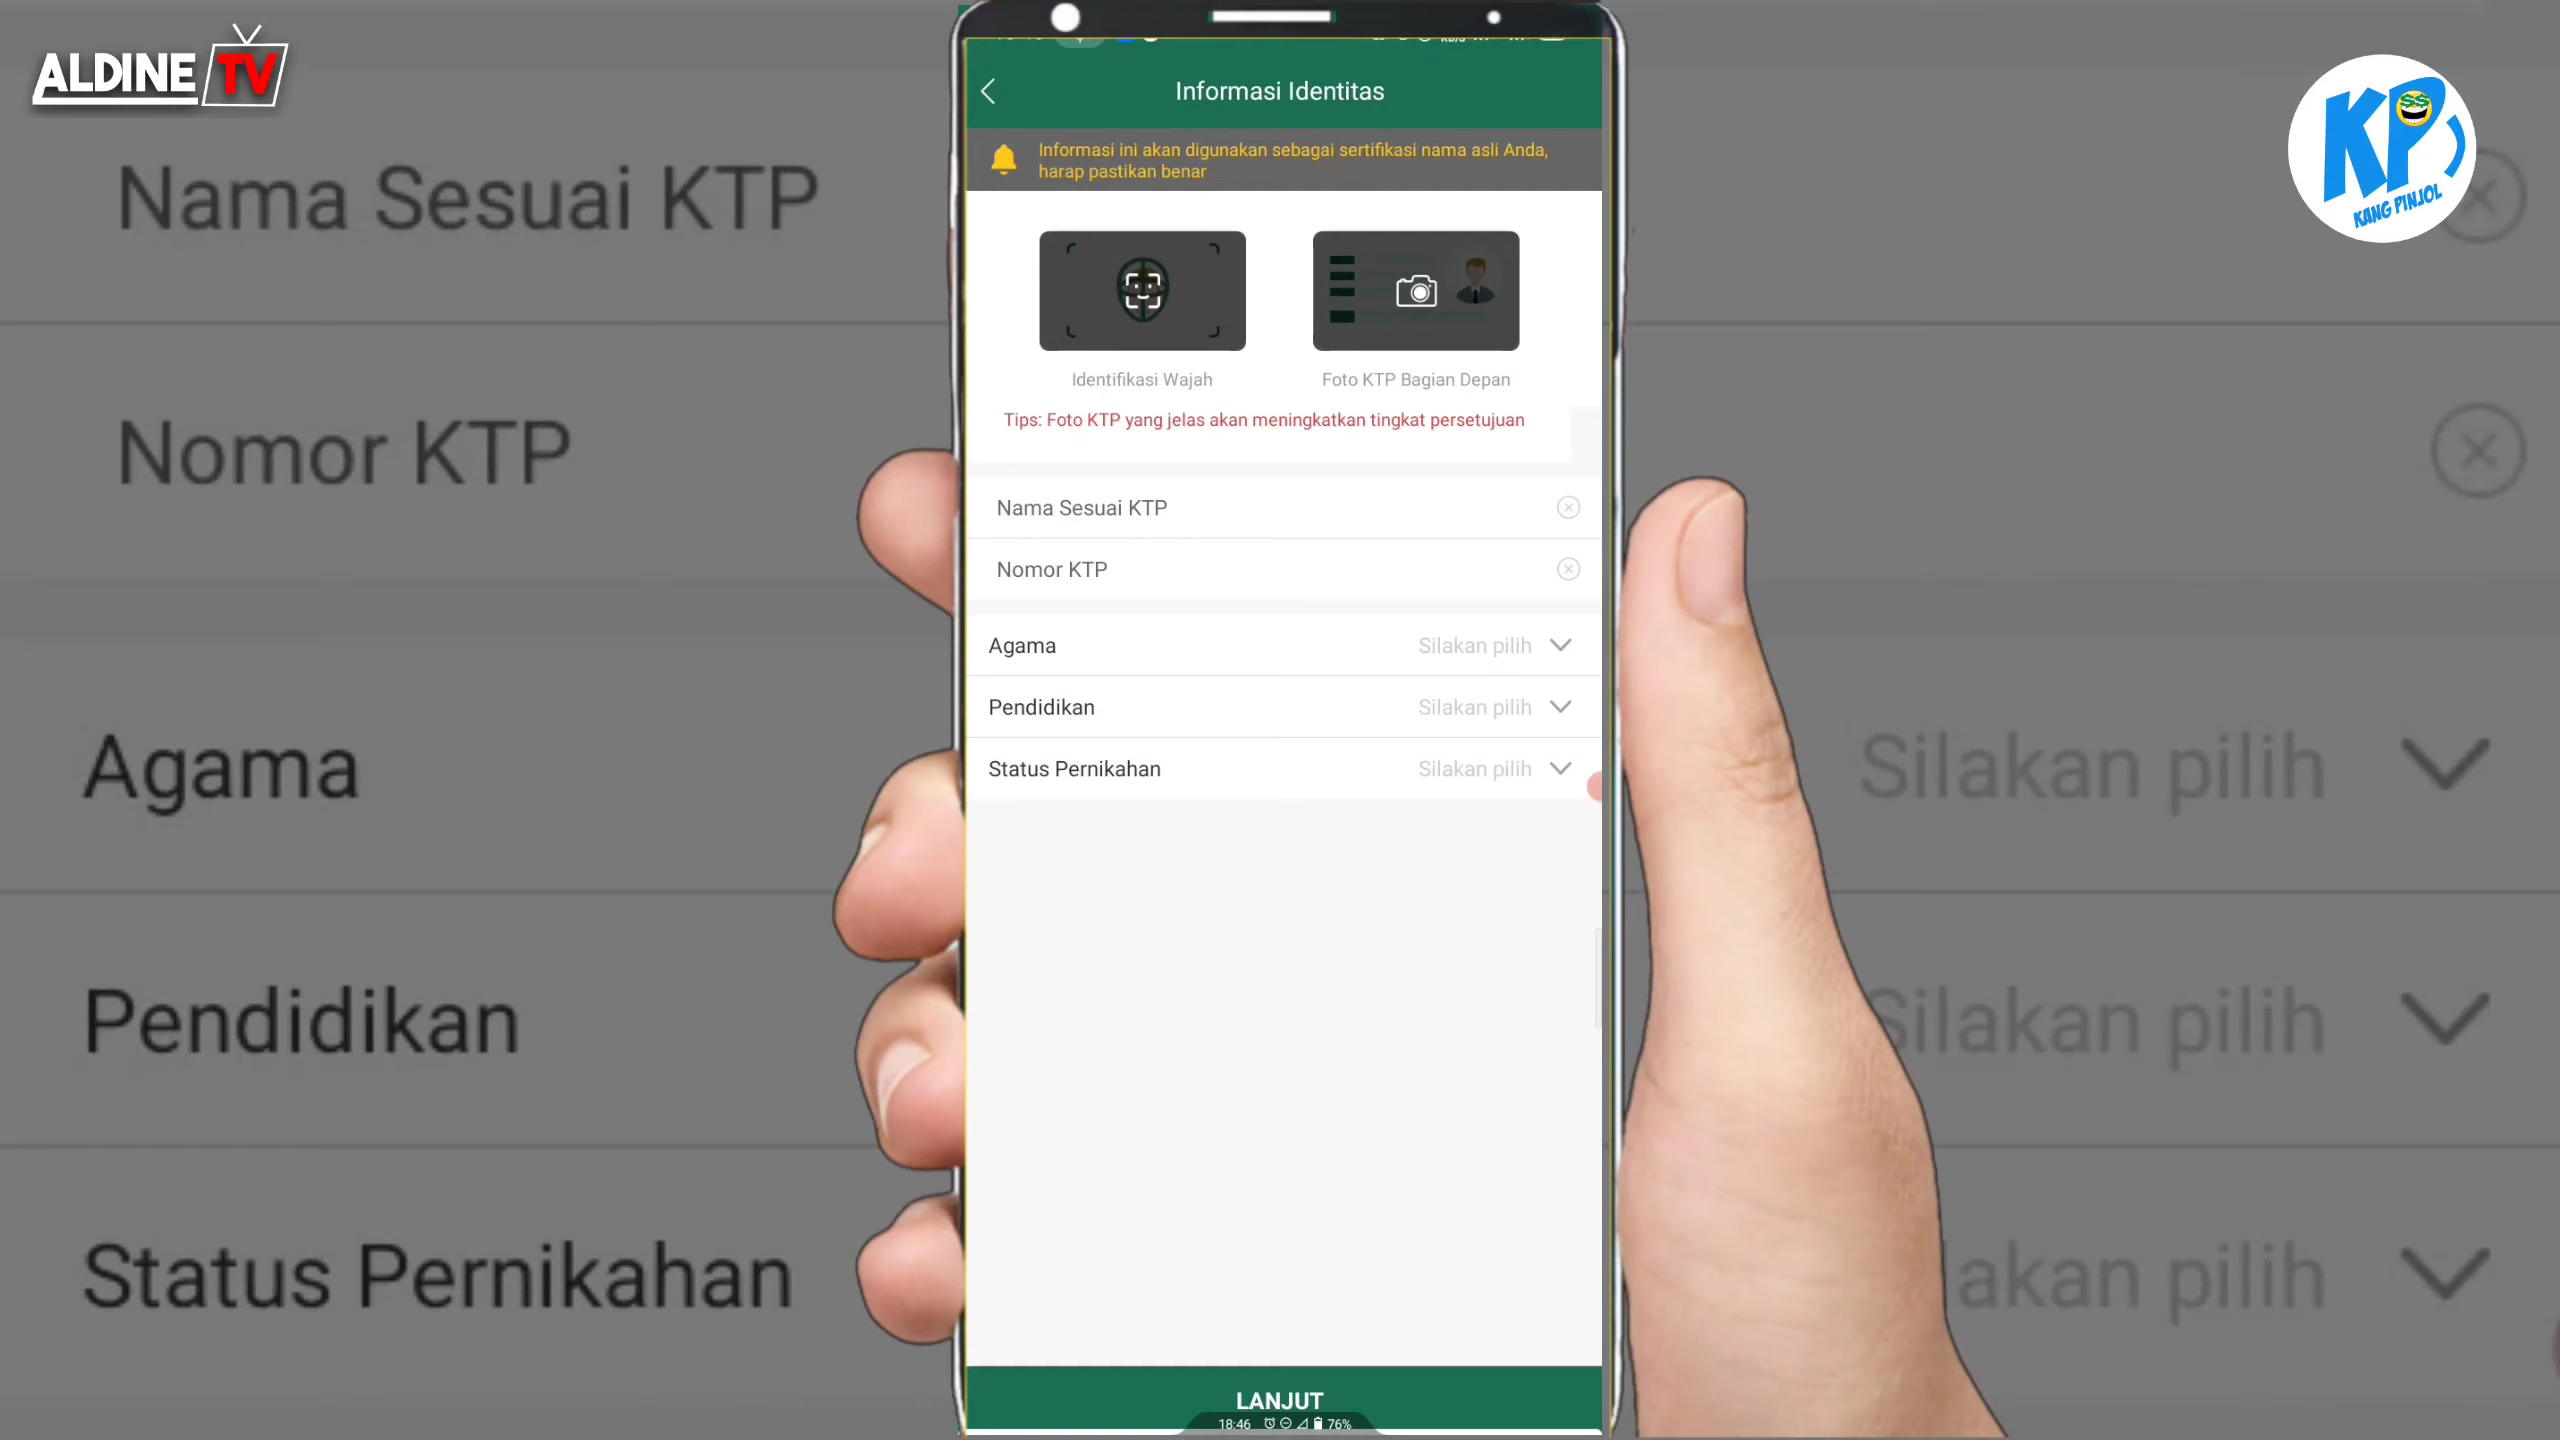 ALDINE TV
KP
KANG PINJOL
Informasi Identitas
Informasi ini akan digunakan sebagai sertifikasi nama asli Anda,
harap pastikan benar
Identifikasi Wajah
Foto KTP Bagian Depan
Tips: Foto KTP yang jelas akan meningkatkan tingkat persetujuan
Nama Sesuai KTP
Nomor KTP
Agama Silakan pilih
Pendidikan Silakan pilih
Status Pernikahan Silakan pilih
LANJUT
18:46 76%
Nama Sesuai KTP
Nomor KTP
Agama Silakan pilih
Pendidikan Silakan pilih
Status Pernikahan akan pilih